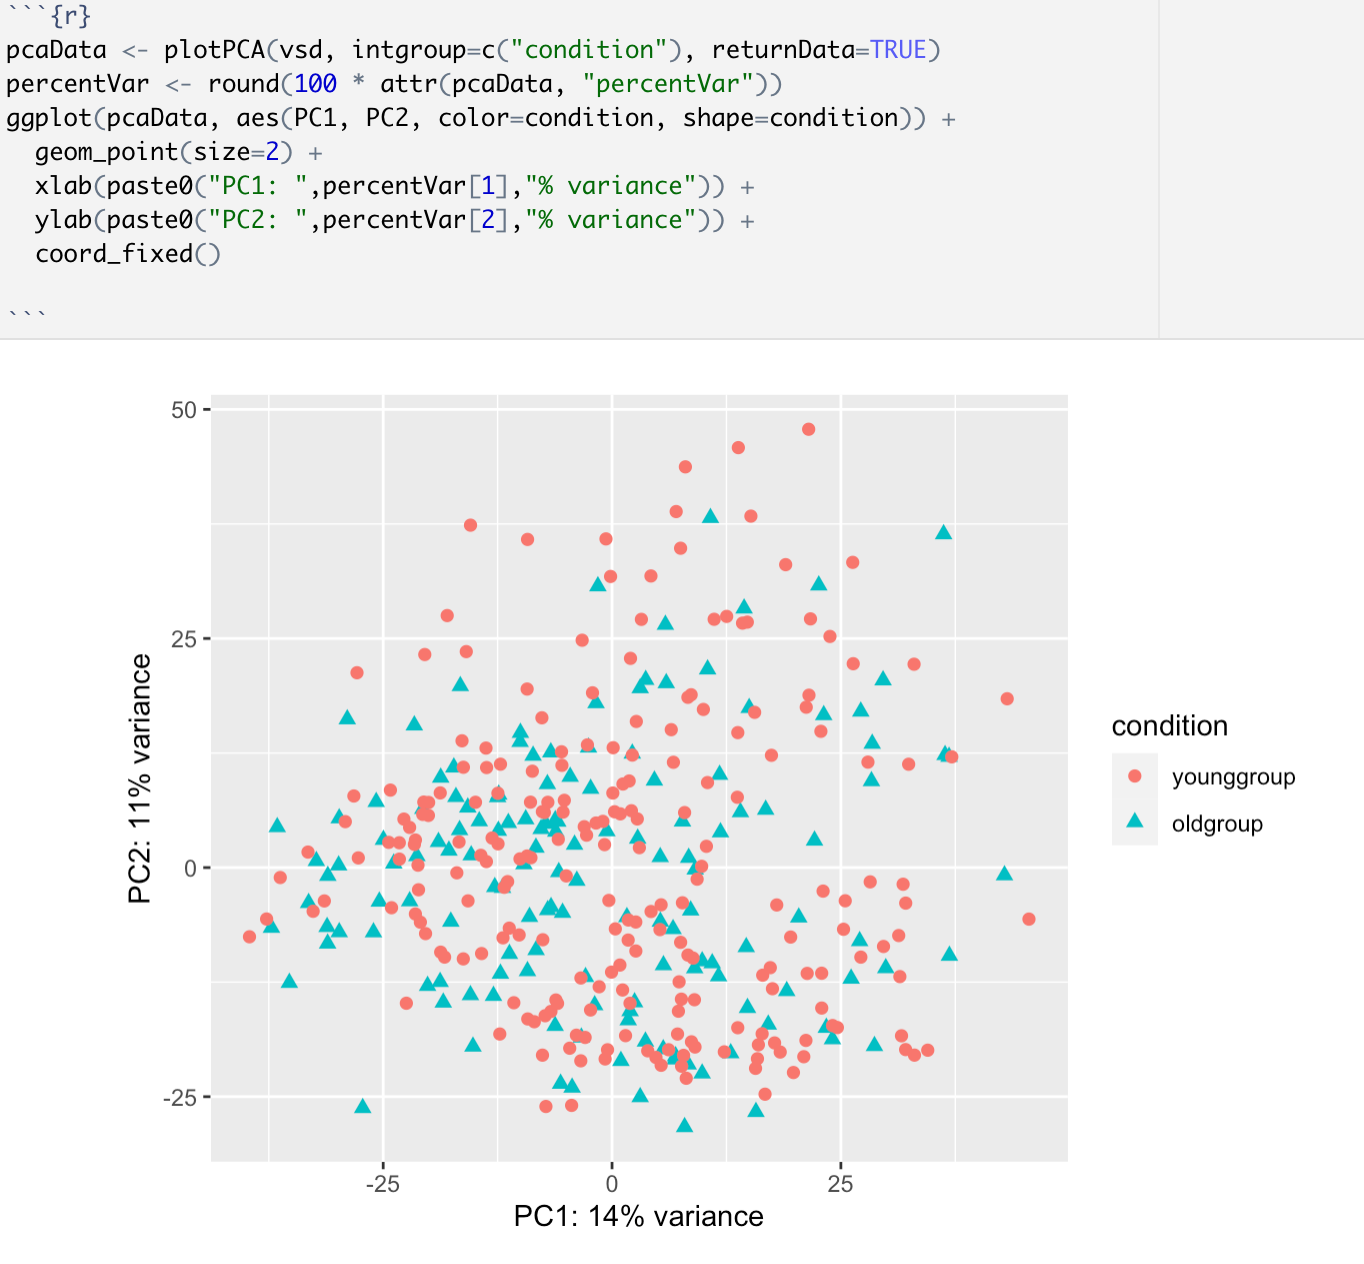 ```{r}
pcaData <- plotPCA(vsd, intgroup=c("condition"), returnData=TRUE)
percentVar <- round(100 * attr(pcaData, "percentVar"))
ggplot(pcaData, aes(PC1, PC2, color=condition, shape=condition)) +
  geom_point(size=2) +
  xlab(paste0("PC1: ",percentVar[1],"% variance")) +
  ylab(paste0("PC2: ",percentVar[2],"% variance")) +
  coord_fixed()
```
50
25
0
-25
PC2: 11% variance
-25 0 25
PC1: 14% variance
condition
younggroup
oldgroup